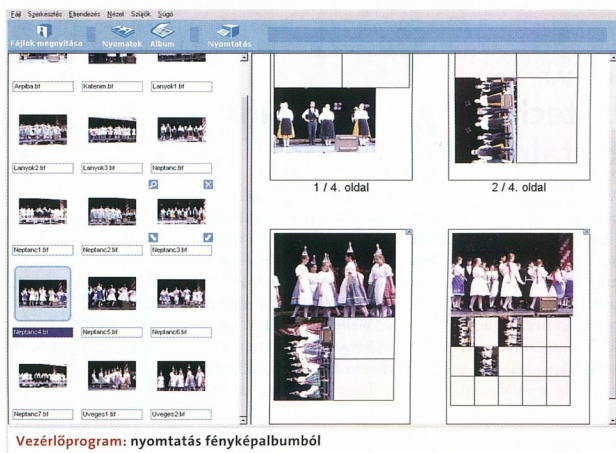 Fájl Szerkesztés Elrendezés Nézet Szűrők Súgó
Fájlok megnyitása Nyomatok Album Nyomtatás
Arpiba.tif Katenim.tif Lanyok1.tif
Lanyok2.tif Lanyok3.tif Neptanc.tif
Neptanc1.tif Neptanc2.tif Neptanc3.tif
Neptanc4.tif Neptanc5.tif Neptanc6.tif
Neptanc7.tif Uveges1.tif Uveges2.tif
1 / 4. oldal
2 / 4. oldal
Vezérlőprogram: nyomtatás fényképalbumból